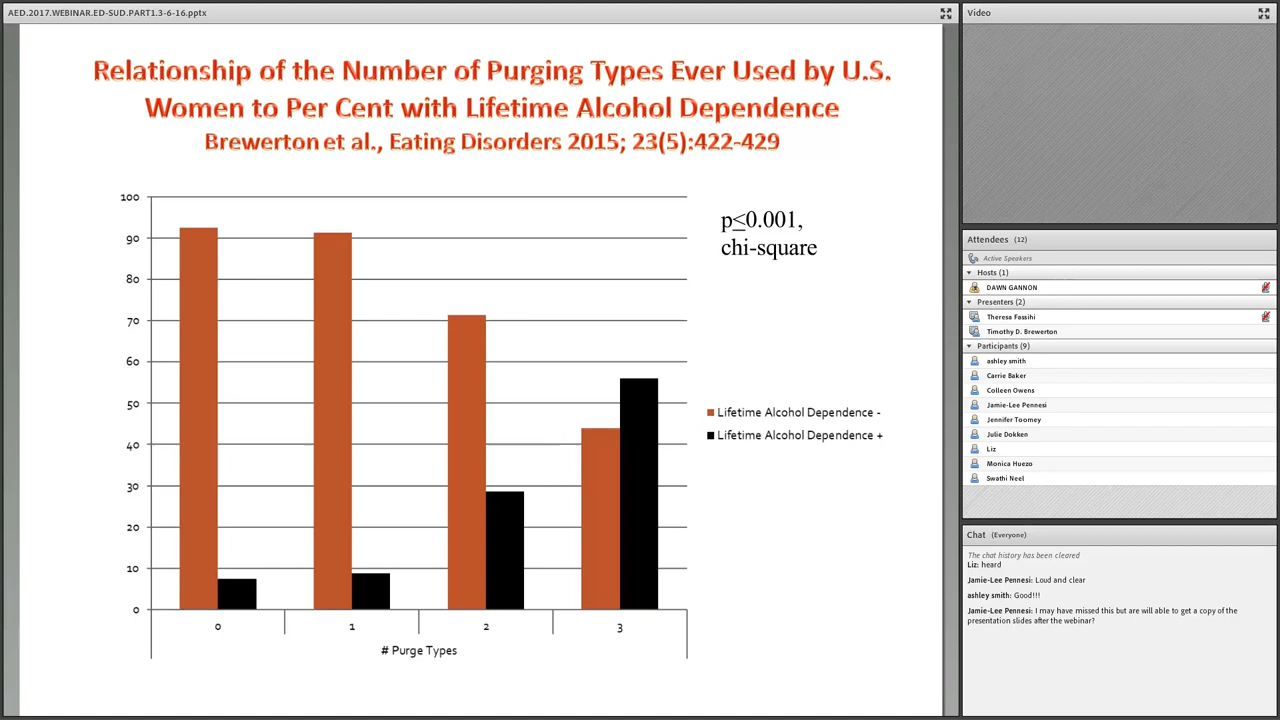 AED.2017.WEBINAR.ED-SUD.PART1.3-6-16.pptx
Relationship of the Number of Purging Types Ever Used by U.S.
Women to Per Cent with Lifetime Alcohol Dependence
Brewerton et al., Eating Disorders 2015; 23(5):422-429
100
90
80
70
60
50
40
30
20
10
0
0 1 2 3
# Purge Types
p≤0.001,
chi-square
Lifetime Alcohol Dependence -
Lifetime Alcohol Dependence +
Video
Attendees (12)
Active Speakers
Hosts (1)
DAWN GANNON
Presenters (2)
Theresa Fassihi
Timothy D. Brewerton
Participants (9)
ashley smith
Carrie Baker
Colleen Owens
Jamie-Lee Pennesi
Jennifer Toomey
Julie Dokken
Liz
Monica Huezo
Swathi Neel
Chat (Everyone)
The chat history has been cleared
Liz: heard
Jamie-Lee Pennesi: Loud and clear
ashley smith: Good!!!
Jamie-Lee Pennesi: I may have missed this but are will able to get a copy of the
presentation slides after the webinar?